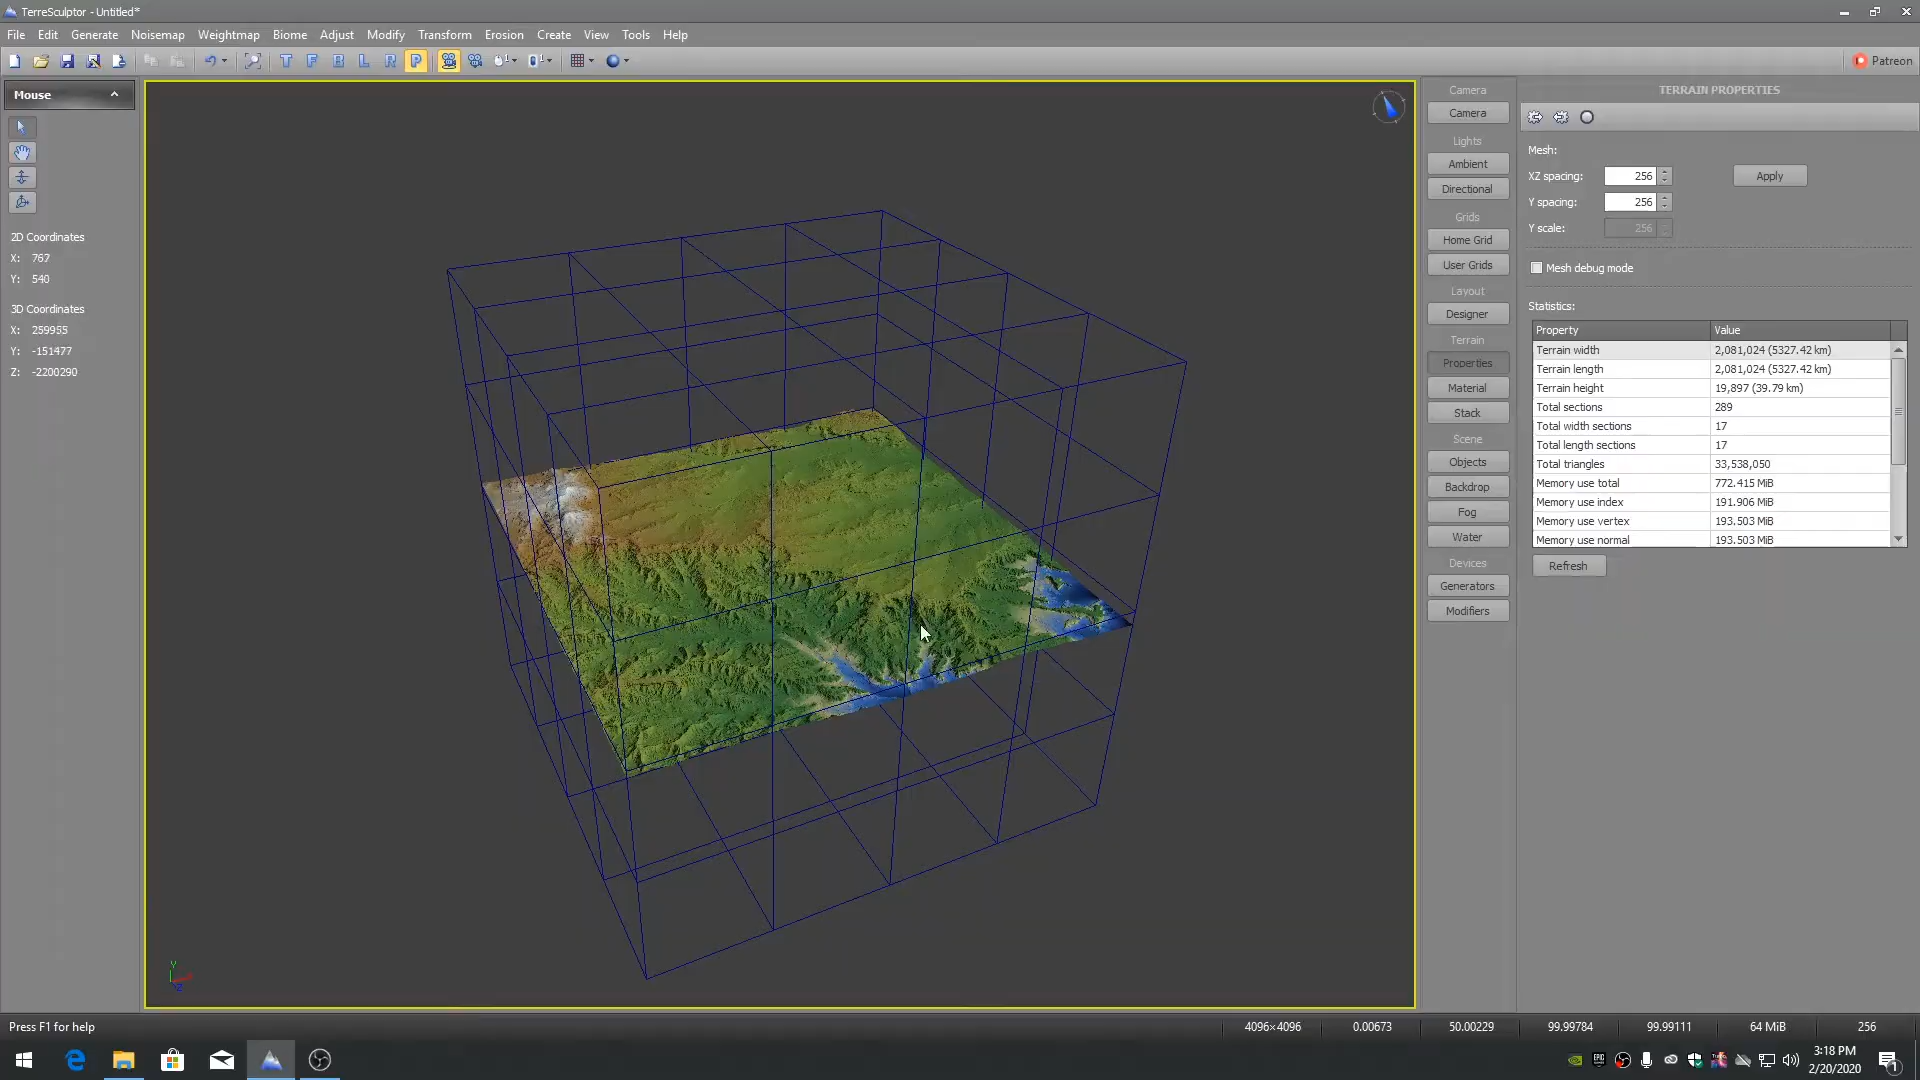 TerreSculptor - Untitled*
File Edit Generate Noisemap Weightmap Biome Adjust Modify Transform Erosion Create View Tools Help
T F B L R P
Patreon
Mouse
2D Coordinates
X: 767
Y: 540
3D Coordinates
X: 259955
Y: -151477
Z: -2200290
Camera
Camera
Lights
Ambient
Directional
Grids
Home Grid
User Grids
Layout
Designer
Terrain
Properties
Material
Stack
Scene
Objects
Backdrop
Fog
Water
Devices
Generators
Modifiers
TERRAIN PROPERTIES
Mesh:
XZ spacing: 256 Apply
Y spacing: 256
Y scale: 256
Mesh debug mode
Statistics:
Property Value
Terrain width 2,081,024 (5327.42 km)
Terrain length 2,081,024 (5327.42 km)
Terrain height 19,897 (39.79 km)
Total sections 289
Total width sections 17
Total length sections 17
Total triangles 33,538,050
Memory use total 772.415 MiB
Memory use index 191.906 MiB
Memory use vertex 193.503 MiB
Memory use normal 193.503 MiB
Refresh
Y
Press F1 for help 4096×4096 0.00673 50.00229 99.99784 99.99111 64 MiB 256
3:18 PM
2/20/2020